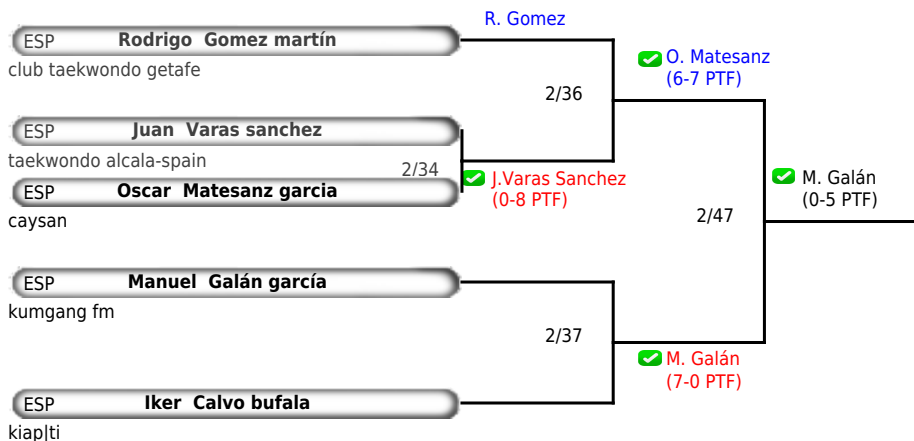 R. Gomez
ESP Rodrigo Gomez martín
club taekwondo getafe
O. Matesanz
(6-7 PTF)
2/36
ESP Juan Varas sanchez
taekwondo alcala-spain
2/34
J.Varas Sanchez
(0-8 PTF)
M. Galán
(0-5 PTF)
ESP Oscar Matesanz garcia
caysan
2/47
ESP Manuel Galán garcía
kumgang fm
2/37
M. Galán
(7-0 PTF)
ESP Iker Calvo bufala
kiap|ti